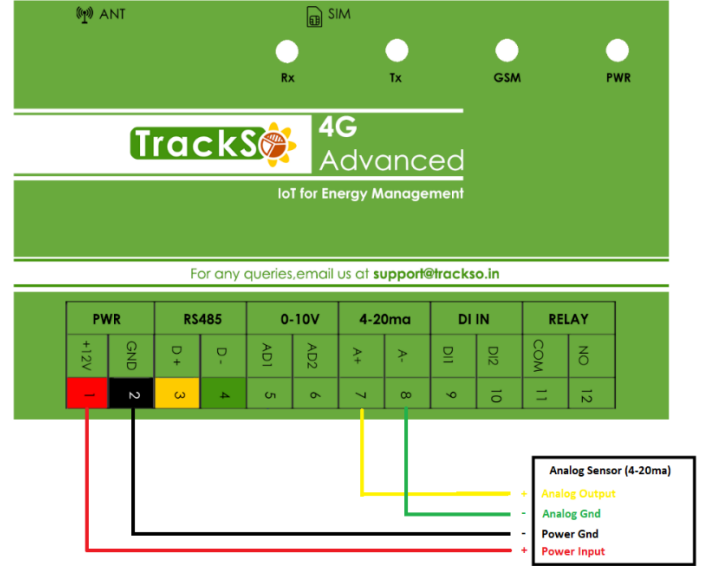 ANT
SIM
Rx
Tx
GSM
PWR
TrackSo
4G
Advanced
IoT for Energy Management
For any queries,email us at support@trackso.in
PWR RS485 0-10V 4-20ma DI IN RELAY
+12V GND D+ D- AD1 AD2 A+ A- DI1 DI2 COM NO
1 2 3 4 5 6 7 8 9 10 11 12
Analog Sensor (4-20ma)
+ Analog Output
- Analog Gnd
- Power Gnd
+ Power Input